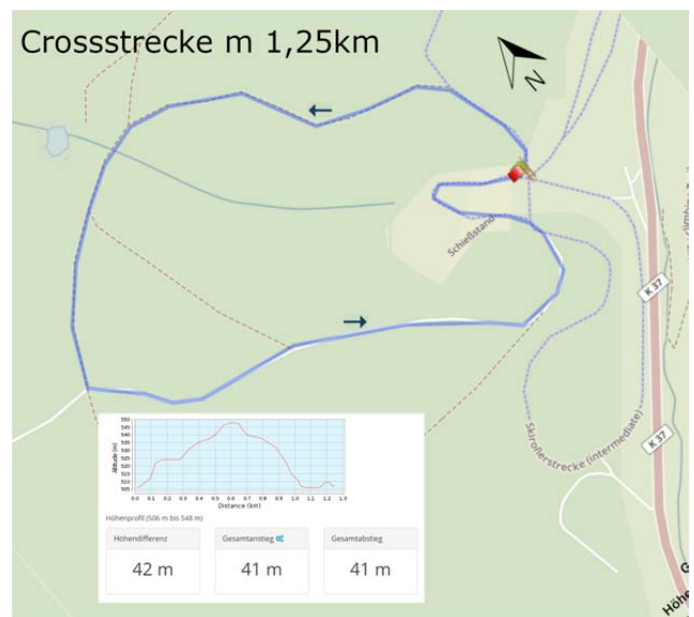 Crossstrecke m 1,25km
N
Schießstand
K 37
K 37
Skirollerstrecke (intermediate)
550
545
540
535
530
525
520
515
510
505
Altitude (m)
0.0 0.1 0.2 0.3 0.4 0.5 0.6 0.7 0.8 0.9 1.0 1.1 1.2 1.3
Distance (km)
Höhenprofil (506 m bis 548 m)
Höhendifferenz
42 m
Gesamtanstieg
41 m
Gesamtabstieg
41 m